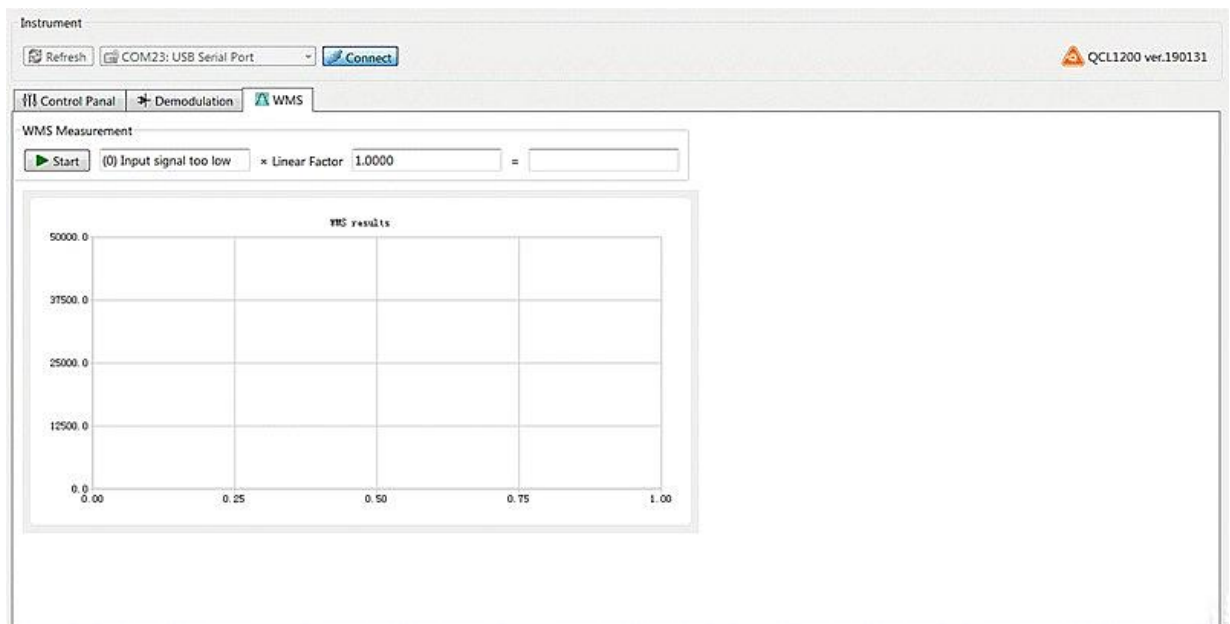 Instrument
Refresh COM23: USB Serial Port Connect QCL1200 ver.190131
Control Panal Demodulation WMS
WMS Measurement
Start (0) Input signal too low × Linear Factor 1.0000 =
WMS results
50000.0
37500.0
25000.0
12500.0
0.0
0.00 0.25 0.50 0.75 1.00